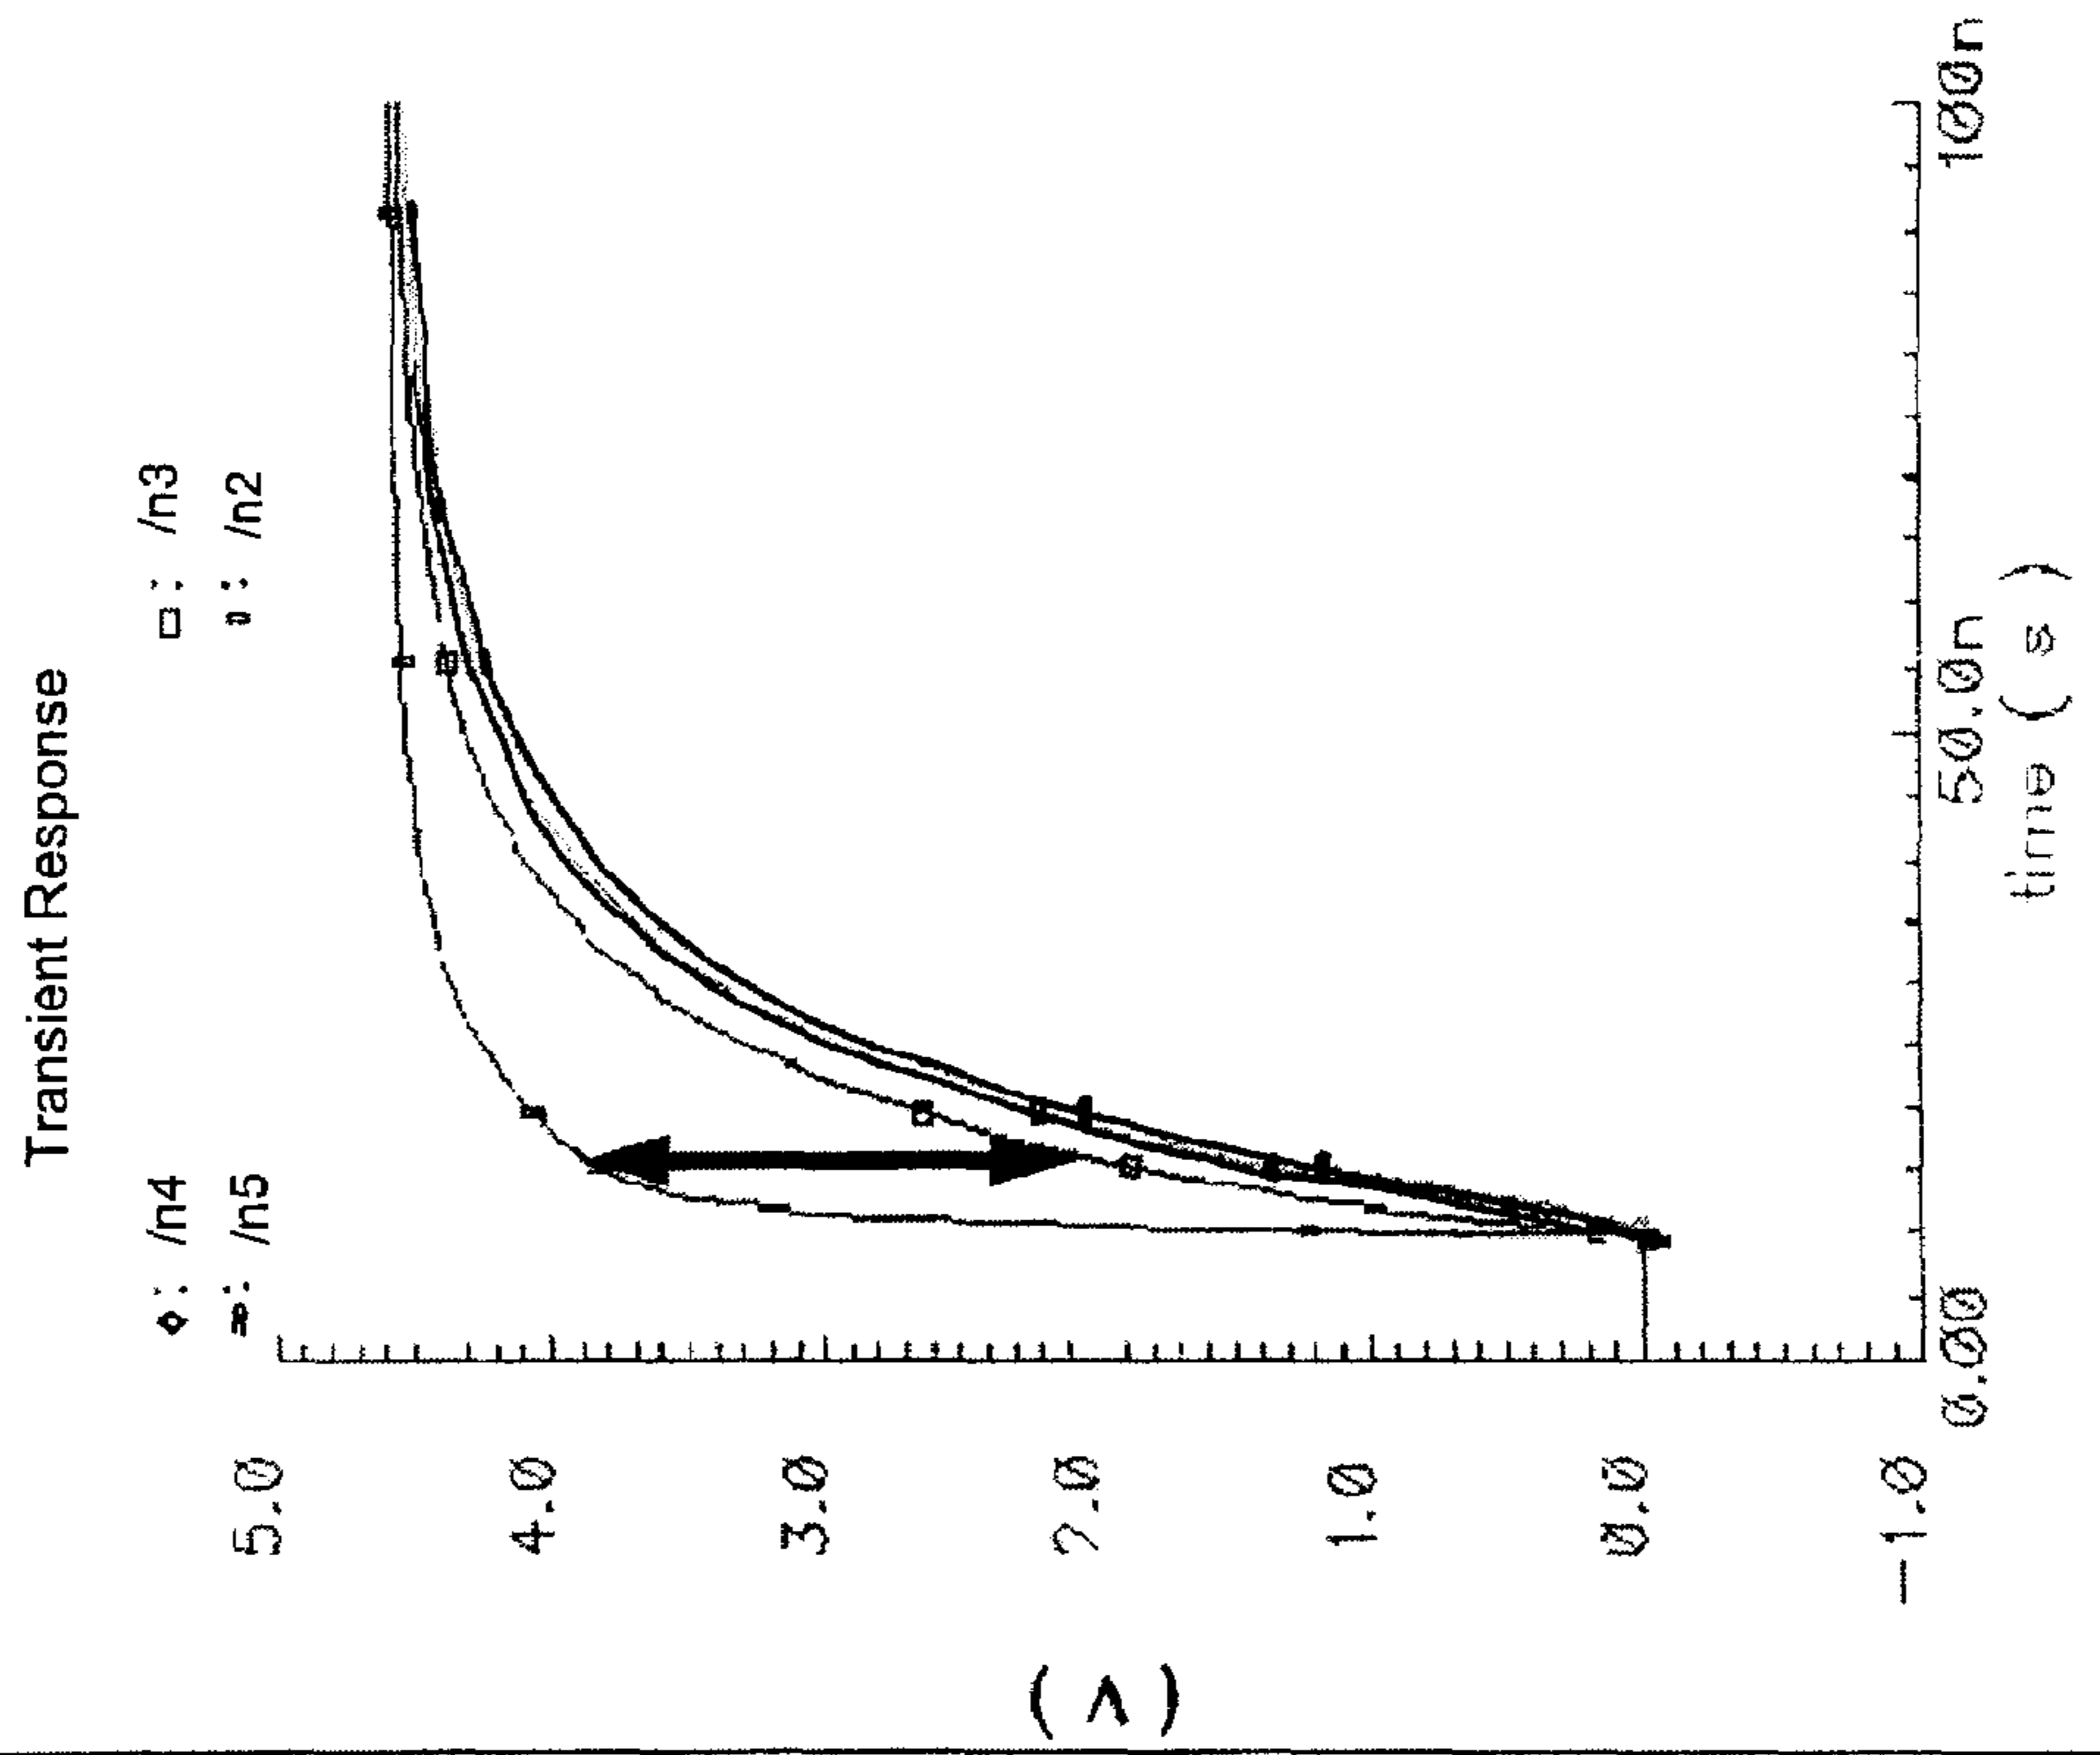 Transient Response
◇: /n4   □: /n3
=: /n5   ▯: /n2
5.0
4.0
3.0
2.0
1.0
0.0
-1.0
( V )
0.00   50.0n   100n
time ( s )